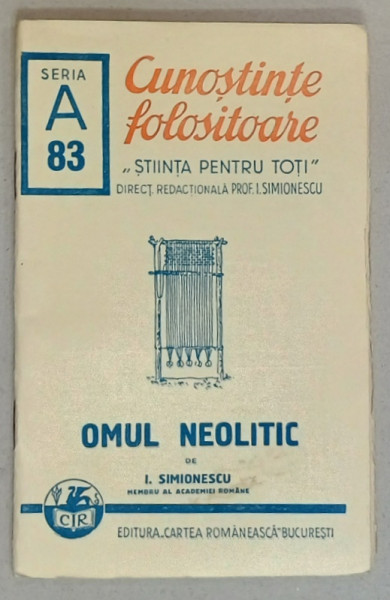 SERIA
A
83
Cunoștințe
folositoare
„ȘTIINȚA PENTRU TOȚI"
DIRECȚ. REDACȚIONALĂ PROF. I. SIMIONESCU
OMUL NEOLITIC
DE
I. SIMIONESCU
MEMBRU AL ACADEMIEI ROMÂNE
CR
EDITURA „CARTEA ROMÂNEASCĂ" BUCUREȘTI